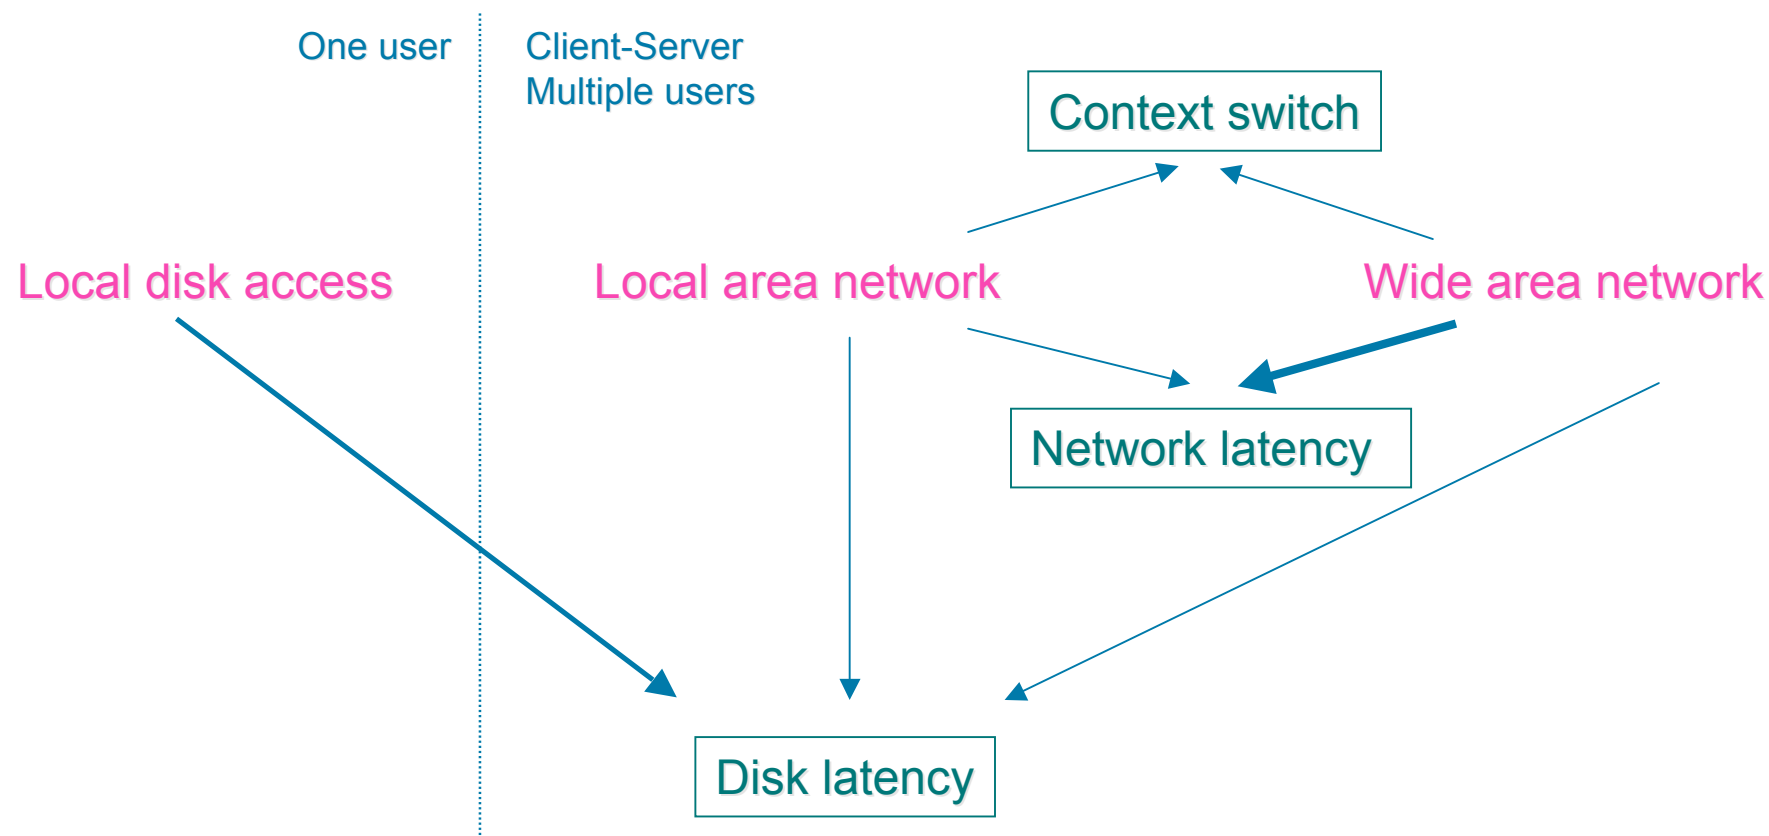 One user
Client-Server
Multiple users
Context switch
Local disk access
Local area network
Wide area network
Network latency
Disk latency